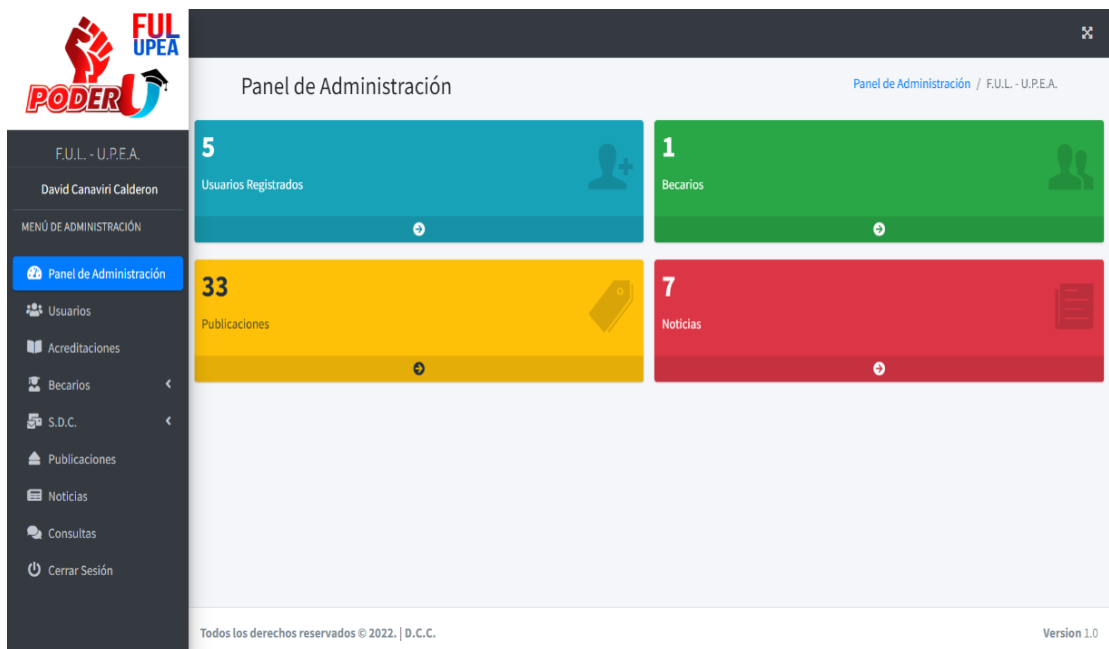 FUL
UPEA
PODER U
F.U.L. - U.P.E.A.
David Canaviri Calderon
MENÚ DE ADMINISTRACIÓN
Panel de Administración
Usuarios
Acreditaciones
Becarios
S.D.C.
Publicaciones
Noticias
Consultas
Cerrar Sesión
Panel de Administración
Panel de Administración / F.U.L. - U.P.E.A.
5
Usuarios Registrados
1
Becarios
33
Publicaciones
7
Noticias
Todos los derechos reservados © 2022. | D.C.C.
Version 1.0